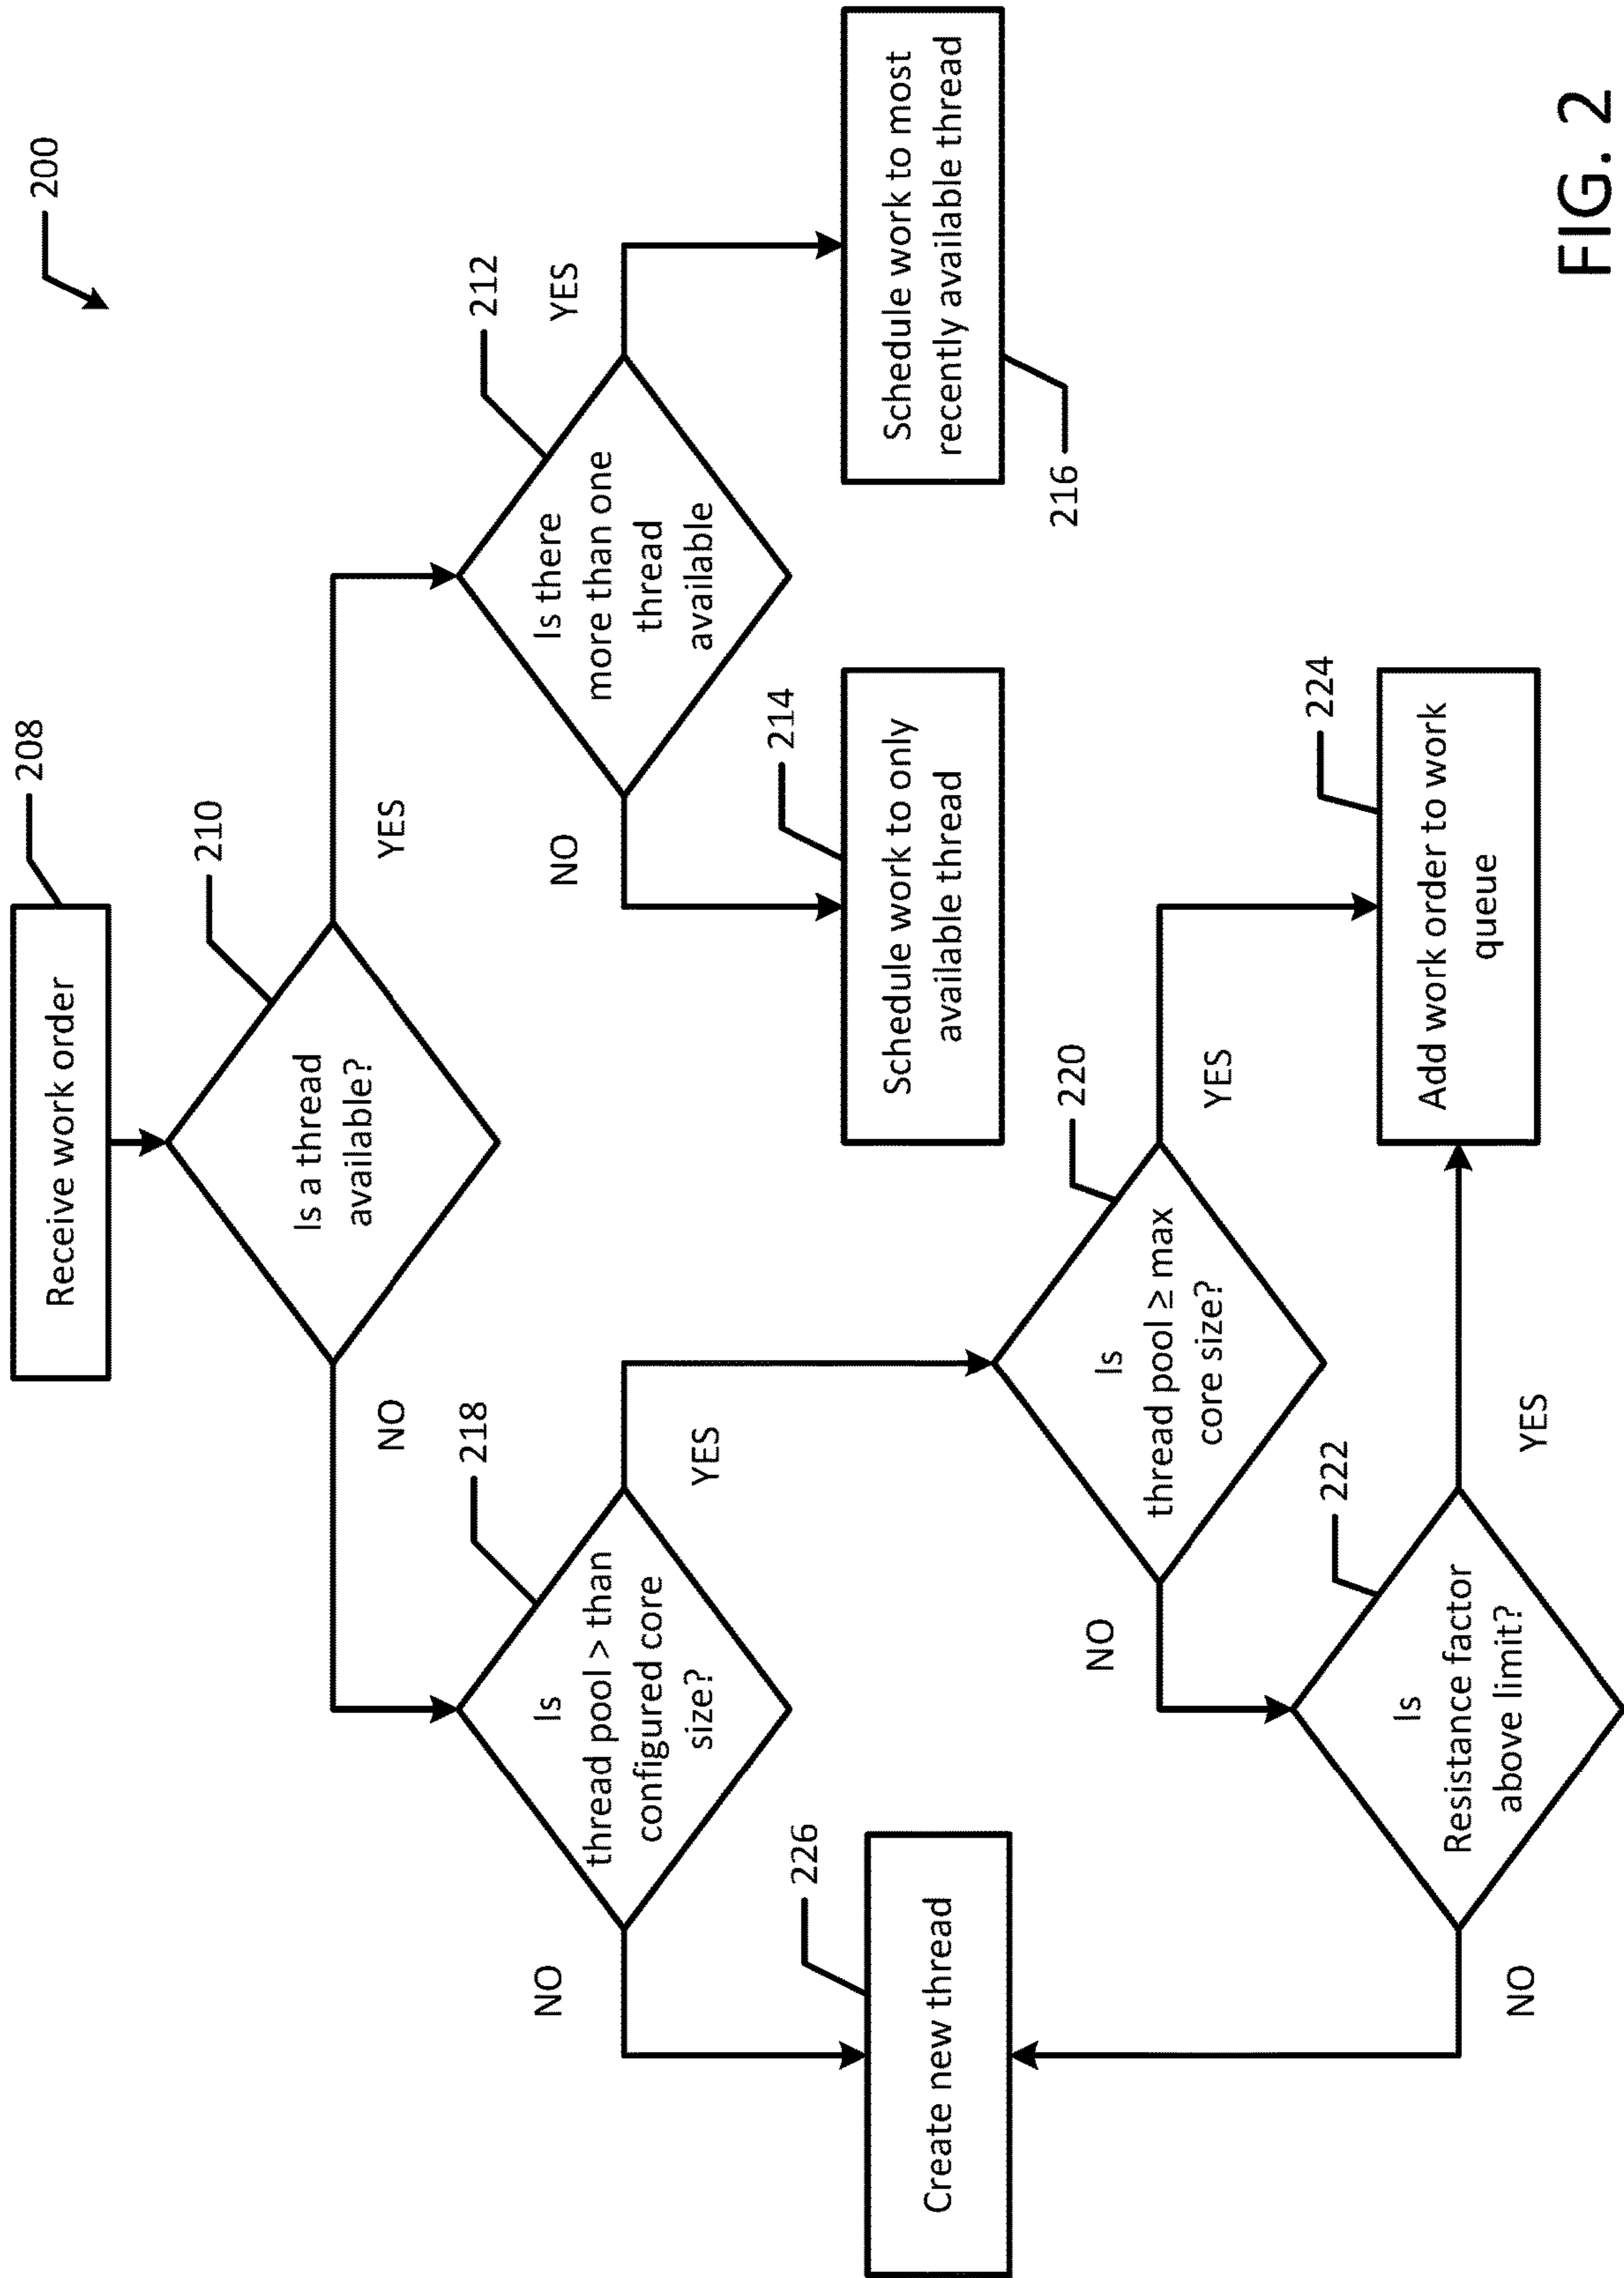 200
208
Receive work order
210
Is a thread
available?
NO
YES
218
212
Is
thread pool > than
configured core
size?
Is there
more than one
thread
available
NO
YES
NO
YES
226
214
Create new thread
Schedule work to only
available thread
Schedule work to most
recently available thread
216
220
Is
thread pool ≥ max
core size?
NO
YES
222
224
Is
Resistance factor
above limit?
Add work order to work
queue
NO
YES
FIG. 2